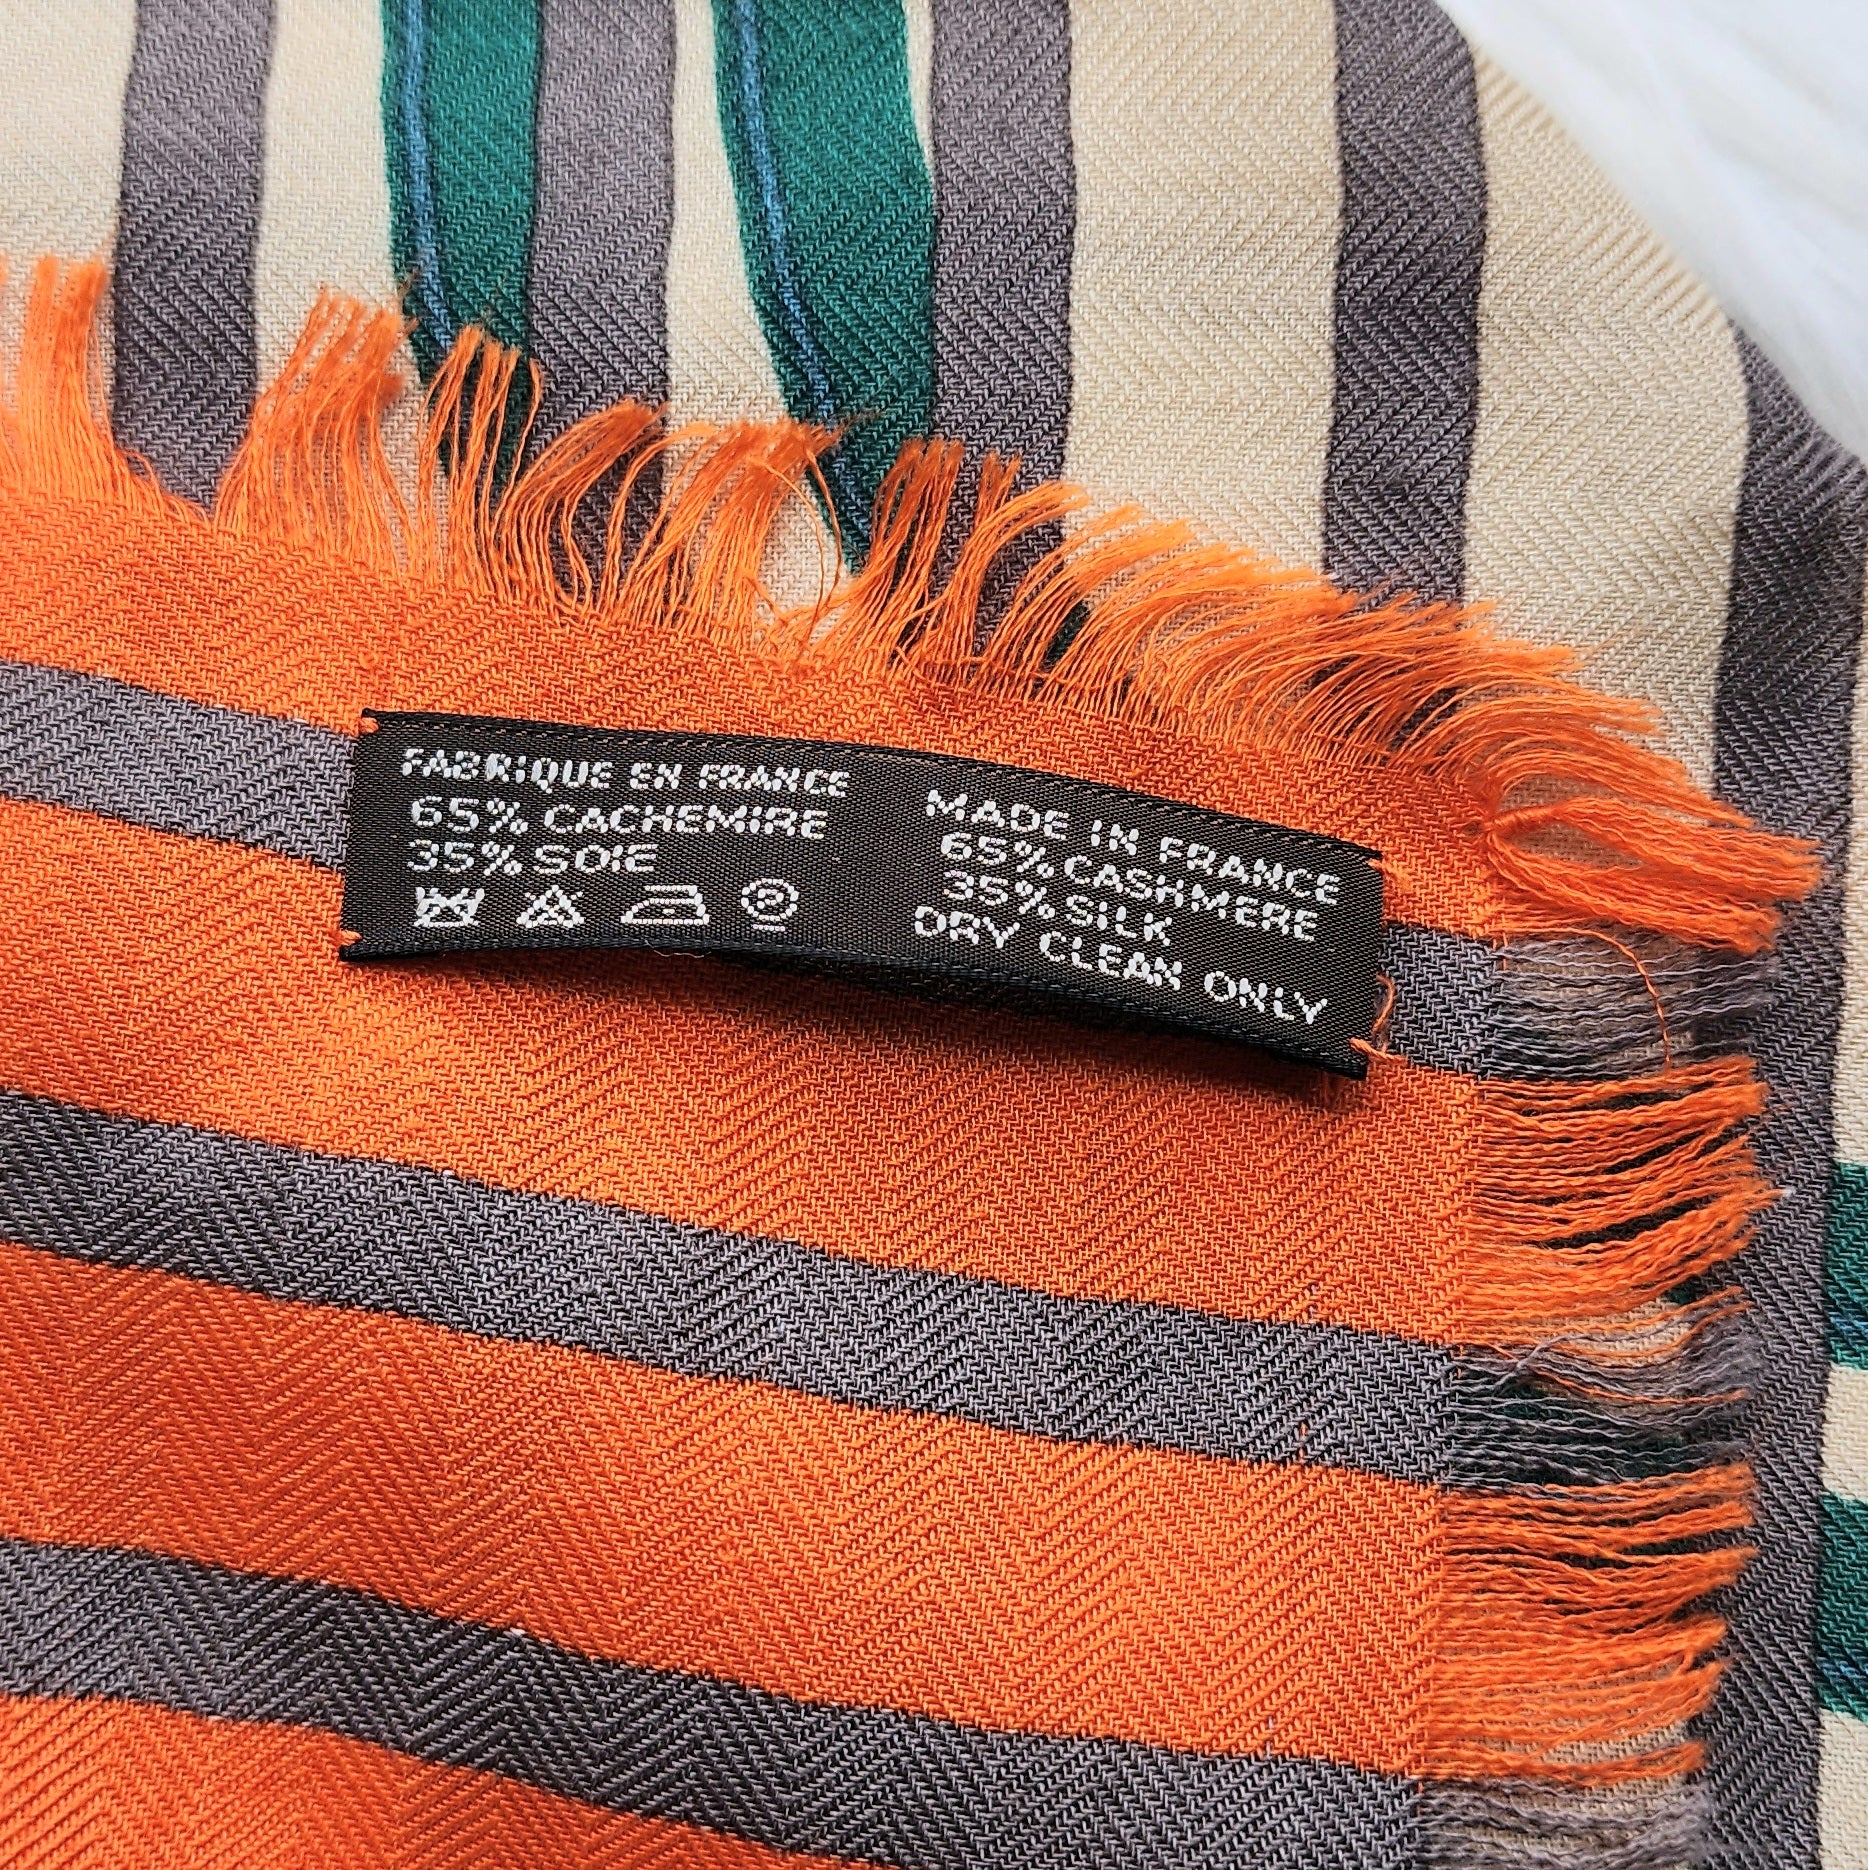 FABRIQUE EN FRANCE
65% CACHEMIRE
35% SOIE
P
MADE IN FRANCE
65% CASHMERE
35% SILK
DRY CLEAN ONLY